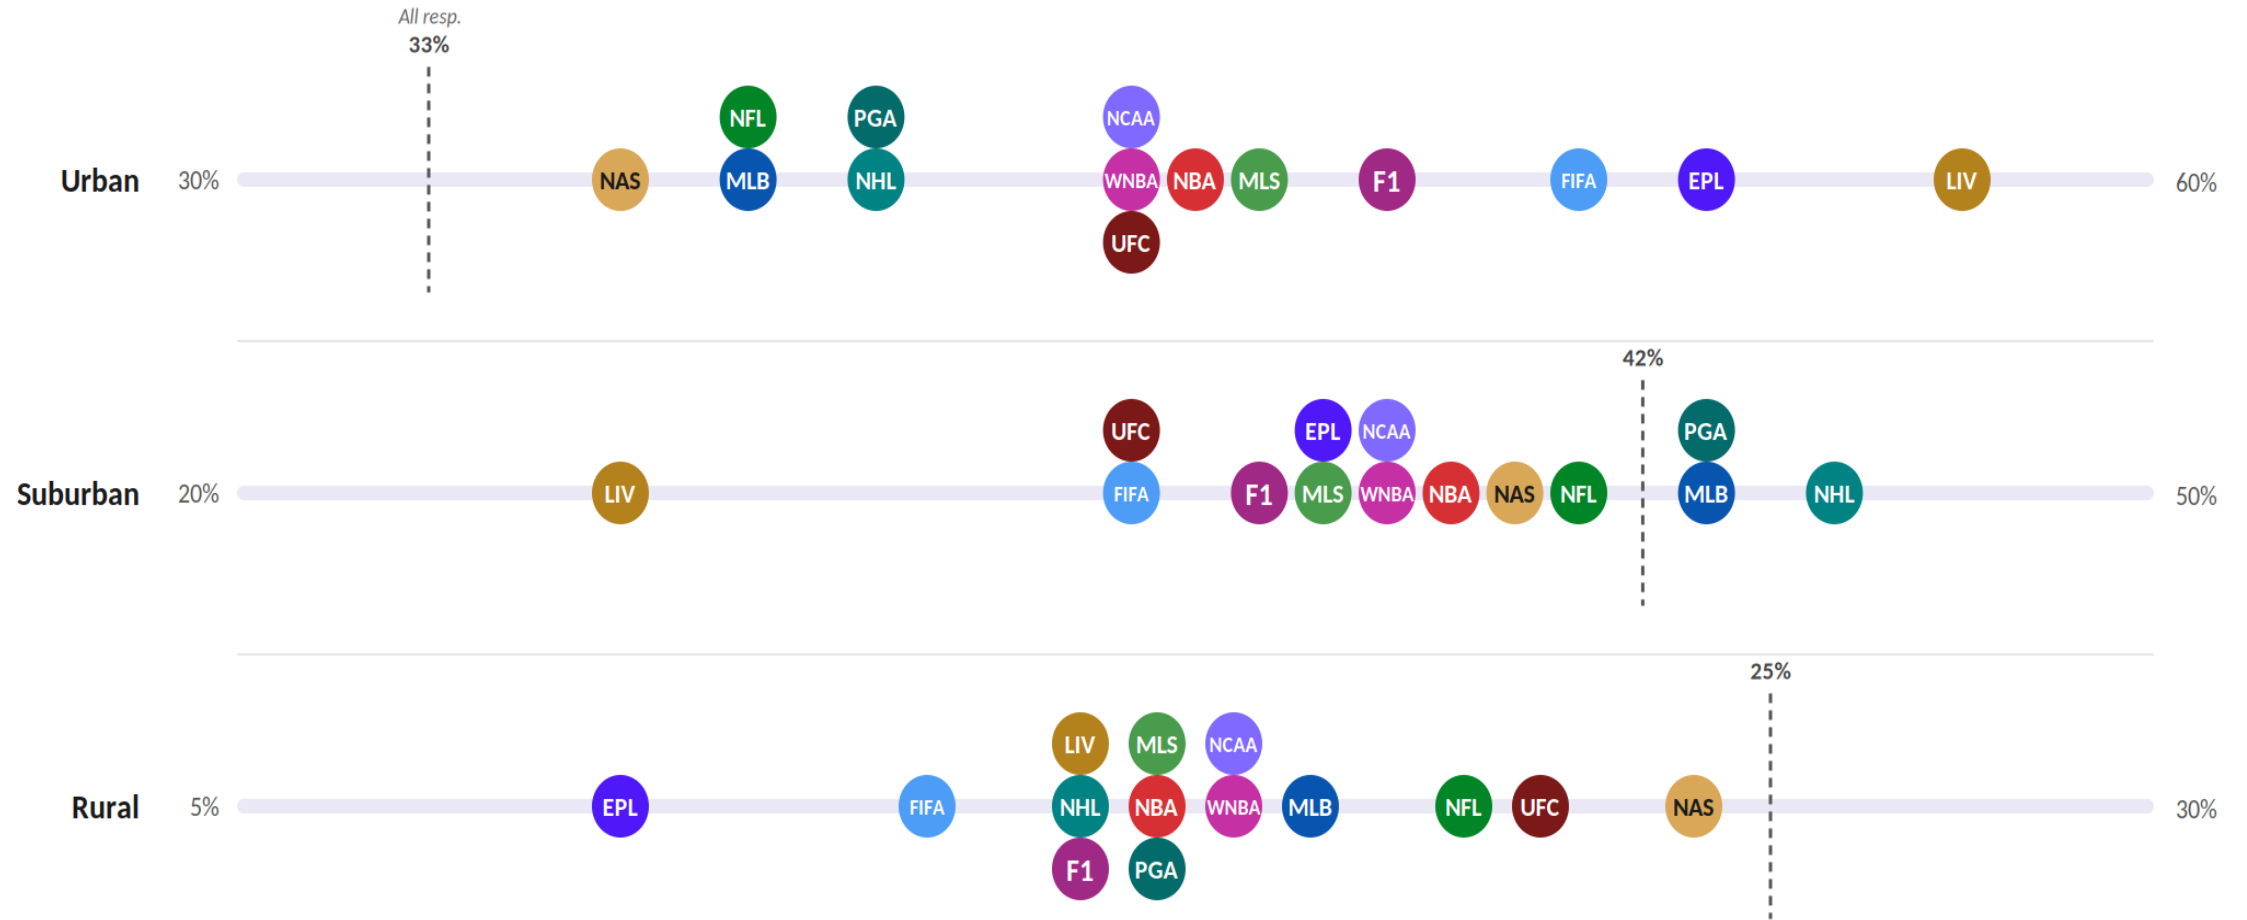 All resp.
33%
NFL PGA NCAA
Urban 30% NAS MLB NHL WNBA NBA MLS F1 FIFA EPL LIV 60%
UFC
42%
UFC EPL NCAA PGA
Suburban 20% LIV FIFA F1 MLS WNBA NBA NAS NFL MLB NHL 50%
25%
LIV MLS NCAA
Rural 5% EPL FIFA NHL NBA WNBA MLB NFL UFC NAS 30%
F1 PGA